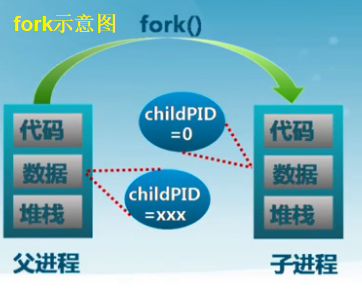 fork示意图
fork()
childPID
=0
代码
数据
堆栈
childPID
=xxx
代码
数据
堆栈
父进程
子进程